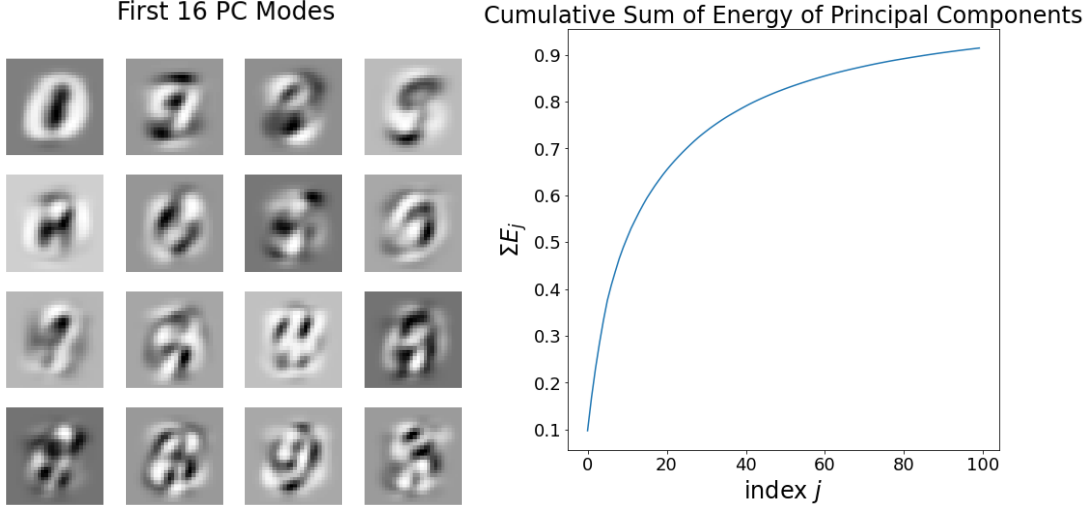 First 16 PC Modes
Cumulative Sum of Energy of Principal Components
0.9
0.8
0.7
0.6
0.5
0.4
0.3
0.2
0.1
ΣE_j
0 20 40 60 80 100
index j